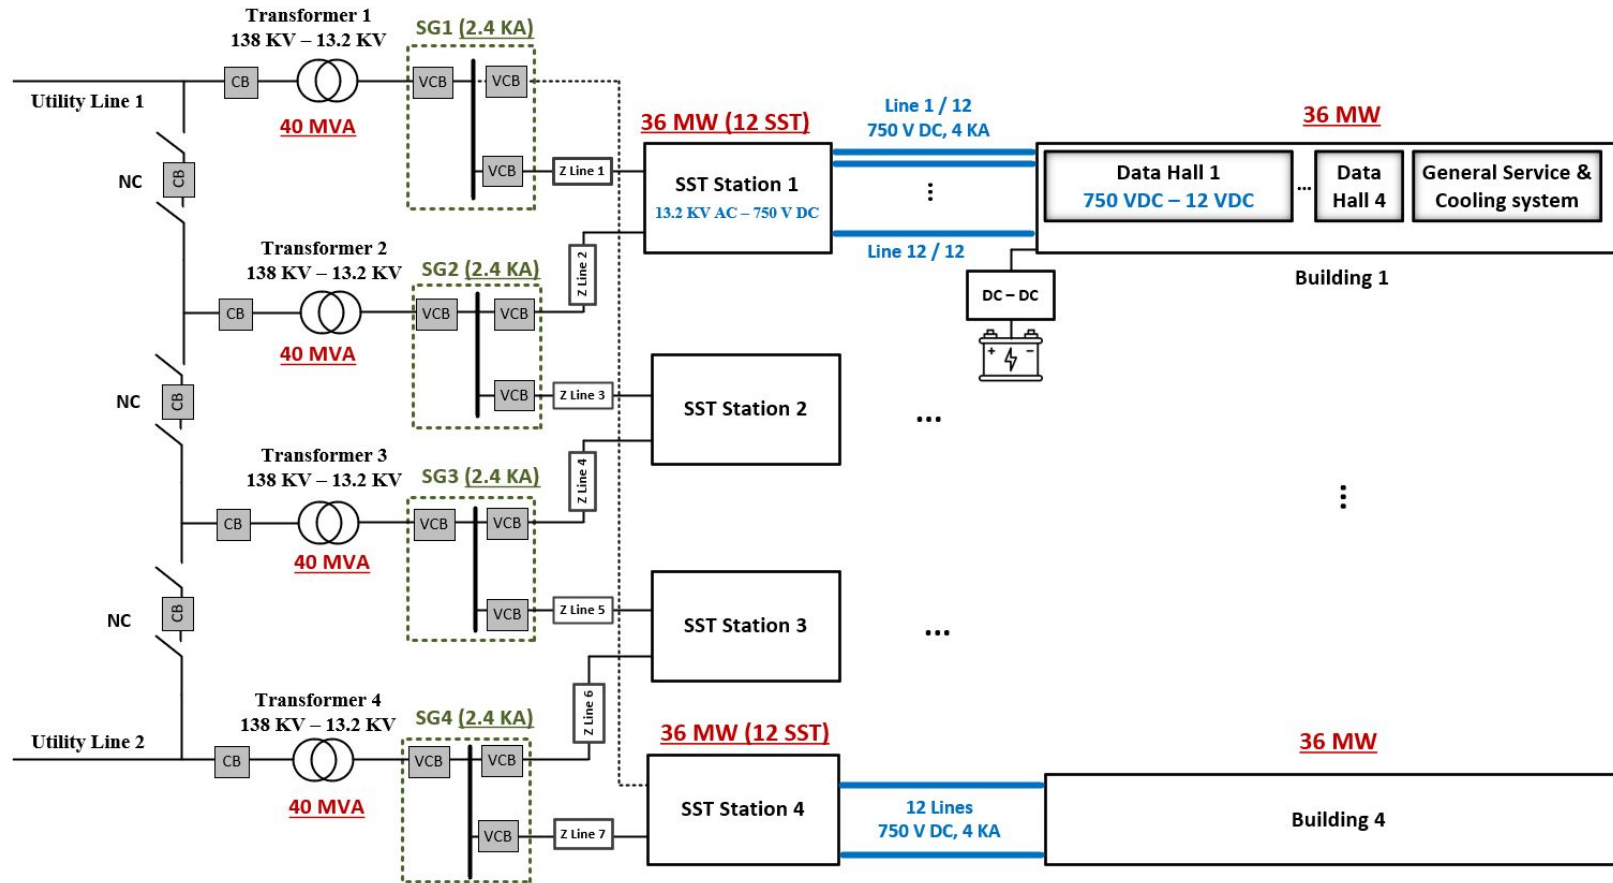 Transformer 1
138 KV – 13.2 KV
SG1 (2.4 KA)
CB
VCB
VCB
Utility Line 1
40 MVA
36 MW (12 SST)
Line 1 / 12
750 V DC, 4 KA
36 MW
NC
CB
VCB
Z Line 1
SST Station 1
13.2 KV AC – 750 V DC
⋮
Data Hall 1
750 VDC – 12 VDC
...
Data
Hall 4
General Service &
Cooling system
Line 12 / 12
Building 1
Transformer 2
138 KV – 13.2 KV
SG2 (2.4 KA)
Z Line 2
DC – DC
CB
VCB
VCB
40 MVA
+ −
NC
CB
VCB
Z Line 3
SST Station 2
...
Transformer 3
138 KV – 13.2 KV
SG3 (2.4 KA)
Z Line 4
⋮
CB
VCB
VCB
40 MVA
NC
CB
VCB
Z Line 5
SST Station 3
...
Transformer 4
138 KV – 13.2 KV
SG4 (2.4 KA)
Z Line 6
36 MW (12 SST)
36 MW
Utility Line 2
CB
VCB
VCB
40 MVA
SST Station 4
12 Lines
750 V DC, 4 KA
Building 4
VCB
Z Line 7